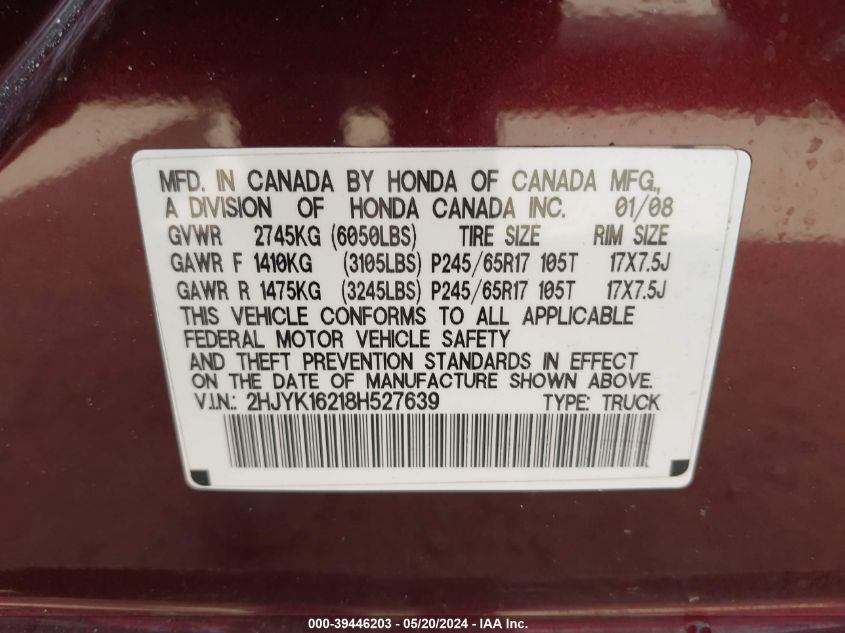 MFD. IN CANADA BY HONDA OF CANADA MFG.,
A DIVISION OF HONDA CANADA INC. 01/08
GVWR 2745KG (6050LBS) TIRE SIZE RIM SIZE
GAWR F 1410KG (3105LBS) P245/65R17 105T 17X7.5J
GAWR R 1475KG (3245LBS) P245/65R17 105T 17X7.5J
THIS VEHICLE CONFORMS TO ALL APPLICABLE
FEDERAL MOTOR VEHICLE SAFETY
AND THEFT PREVENTION STANDARDS IN EFFECT
ON THE DATE OF MANUFACTURE SHOWN ABOVE.
V.I.N.: 2HJYK16218H527639 TYPE: TRUCK
000-39446203 - 05/20/2024 - IAA Inc.